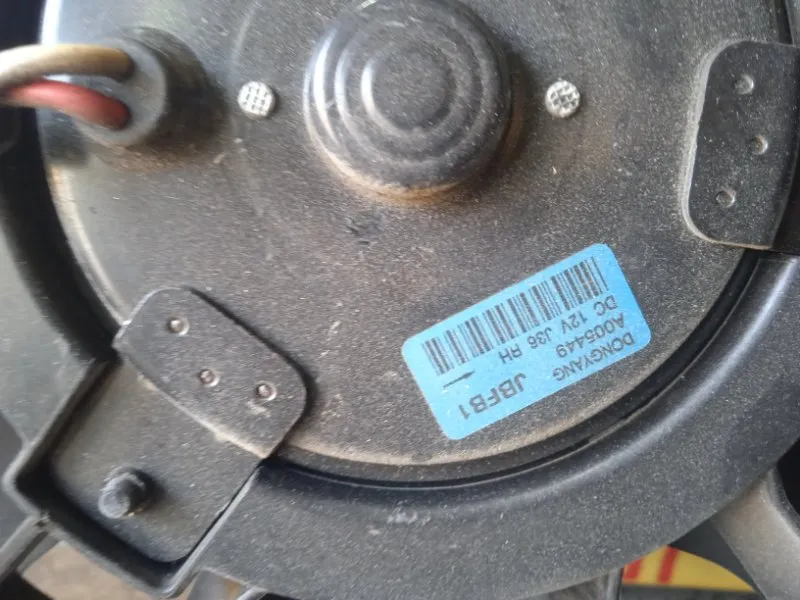 DONGYANG
A005449 JBFB1
DC 12V J36 RH